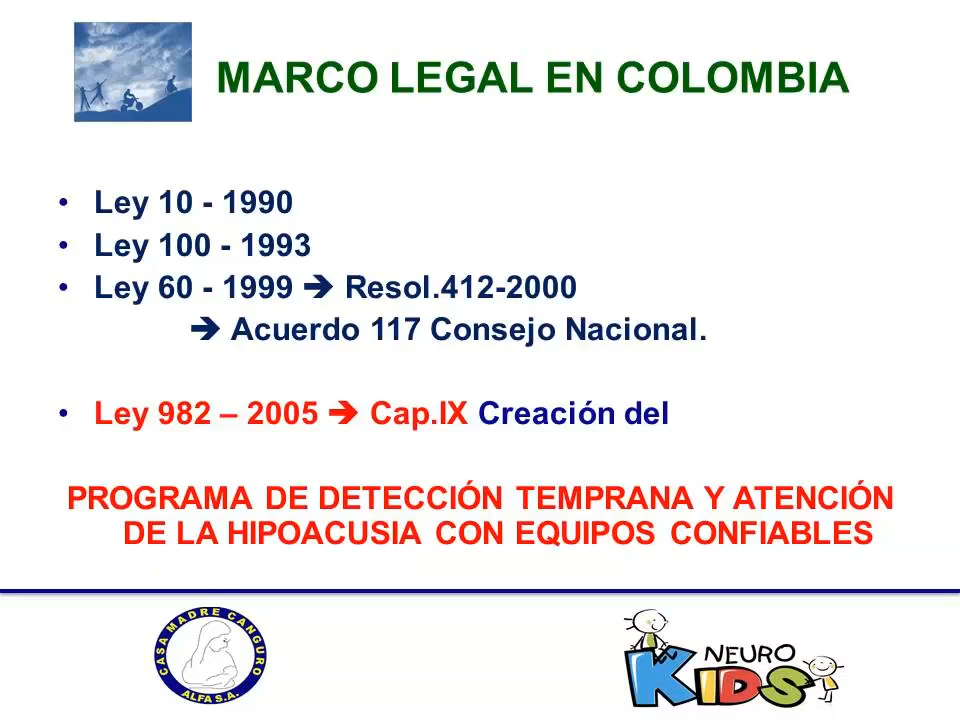 MARCO LEGAL EN COLOMBIA
• Ley 10 - 1990
• Ley 100 - 1993
• Ley 60 - 1999 ➔ Resol.412-2000
➔ Acuerdo 117 Consejo Nacional.
• Ley 982 – 2005 ➔ Cap.IX Creación del
PROGRAMA DE DETECCIÓN TEMPRANA Y ATENCIÓN
DE LA HIPOACUSIA CON EQUIPOS CONFIABLES
CASA MADRE CANGURO
ALFA S.A.
NEURO
KIDS